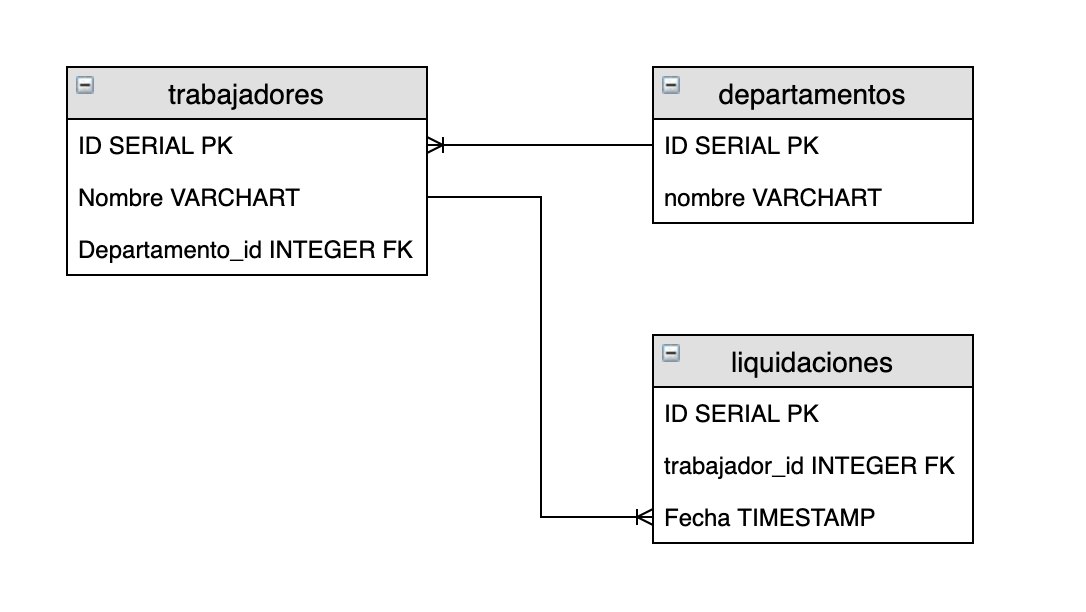 trabajadores
ID SERIAL PK
Nombre VARCHART
Departamento_id INTEGER FK
departamentos
ID SERIAL PK
nombre VARCHART
liquidaciones
ID SERIAL PK
trabajador_id INTEGER FK
Fecha TIMESTAMP